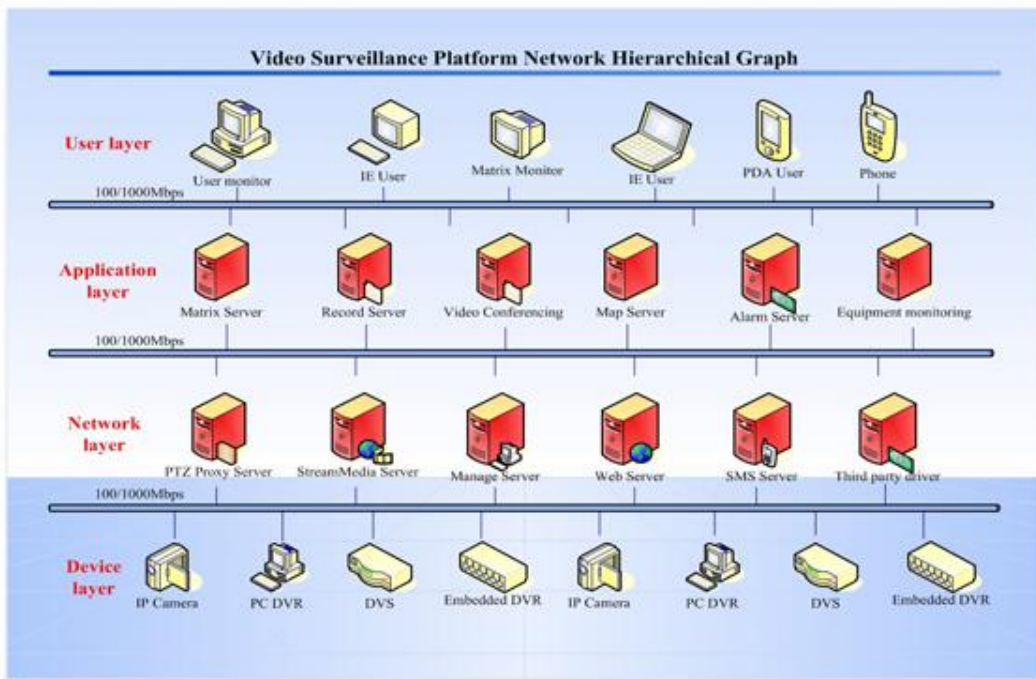 Video Surveillance Platform Network Hierarchical Graph
User layer
User monitor
IE User
Matrix Monitor
IE User
PDA User
Phone
100/1000Mbps
Application
layer
Matrix Server
Record Server
Video Conferencing
Map Server
Alarm Server
Equipment monitoring
100/1000Mbps
Network
layer
PTZ Proxy Server
StreamMedia Server
Manage Server
Web Server
SMS Server
Third party driver
100/1000Mbps
Device
layer
IP Camera
PC DVR
DVS
Embedded DVR
IP Camera
PC DVR
DVS
Embedded DVR